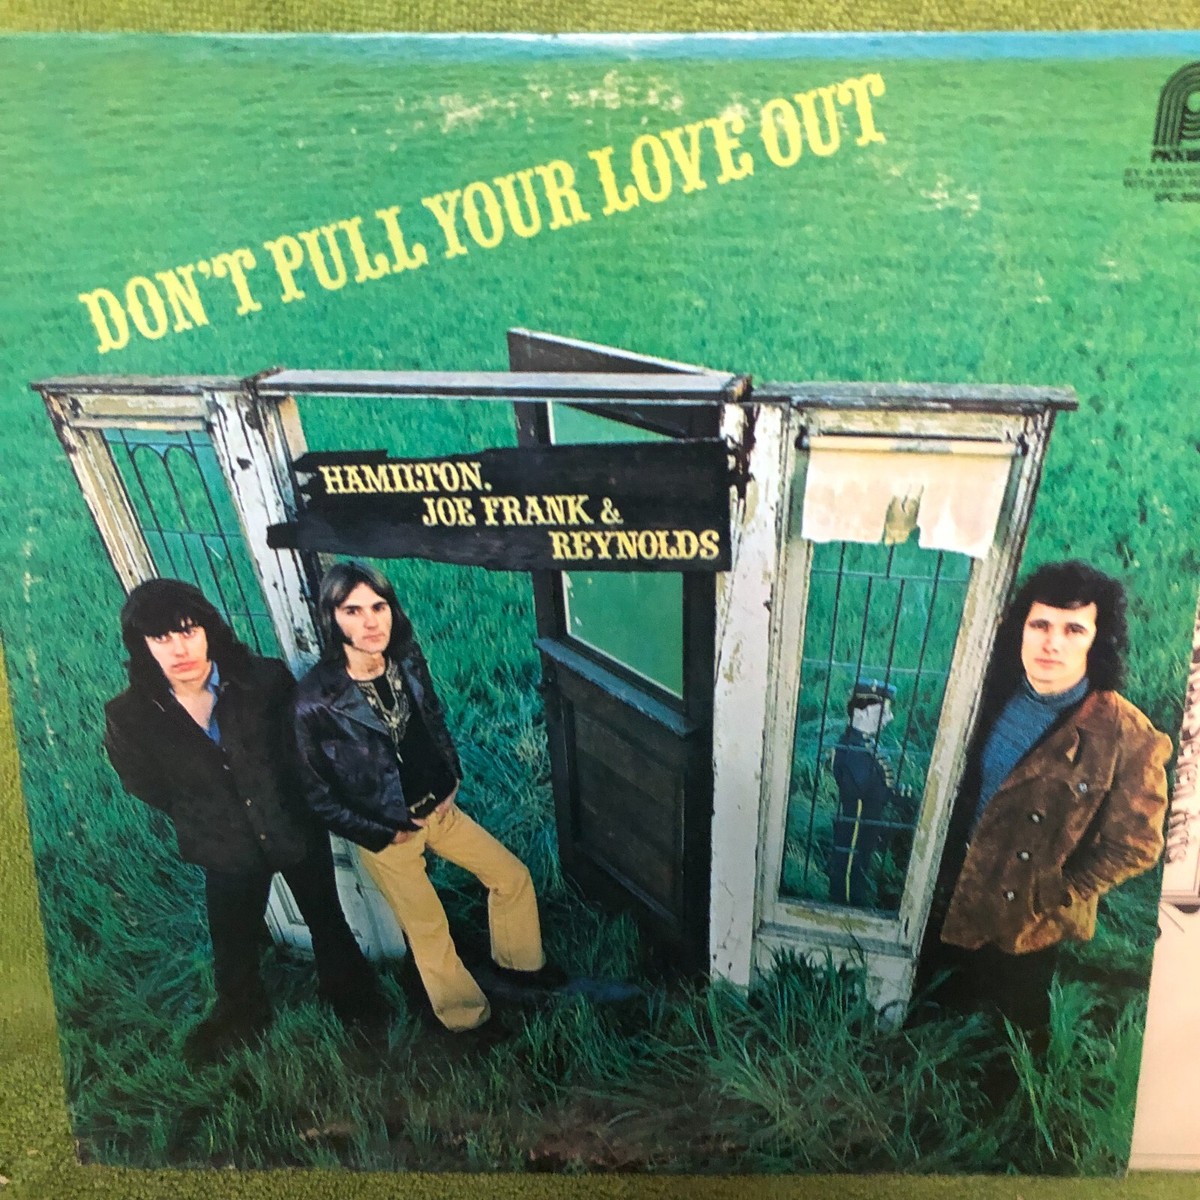 DON'T PULL YOUR LOVE OUT
HAMILTON,
JOE FRANK &
REYNOLDS